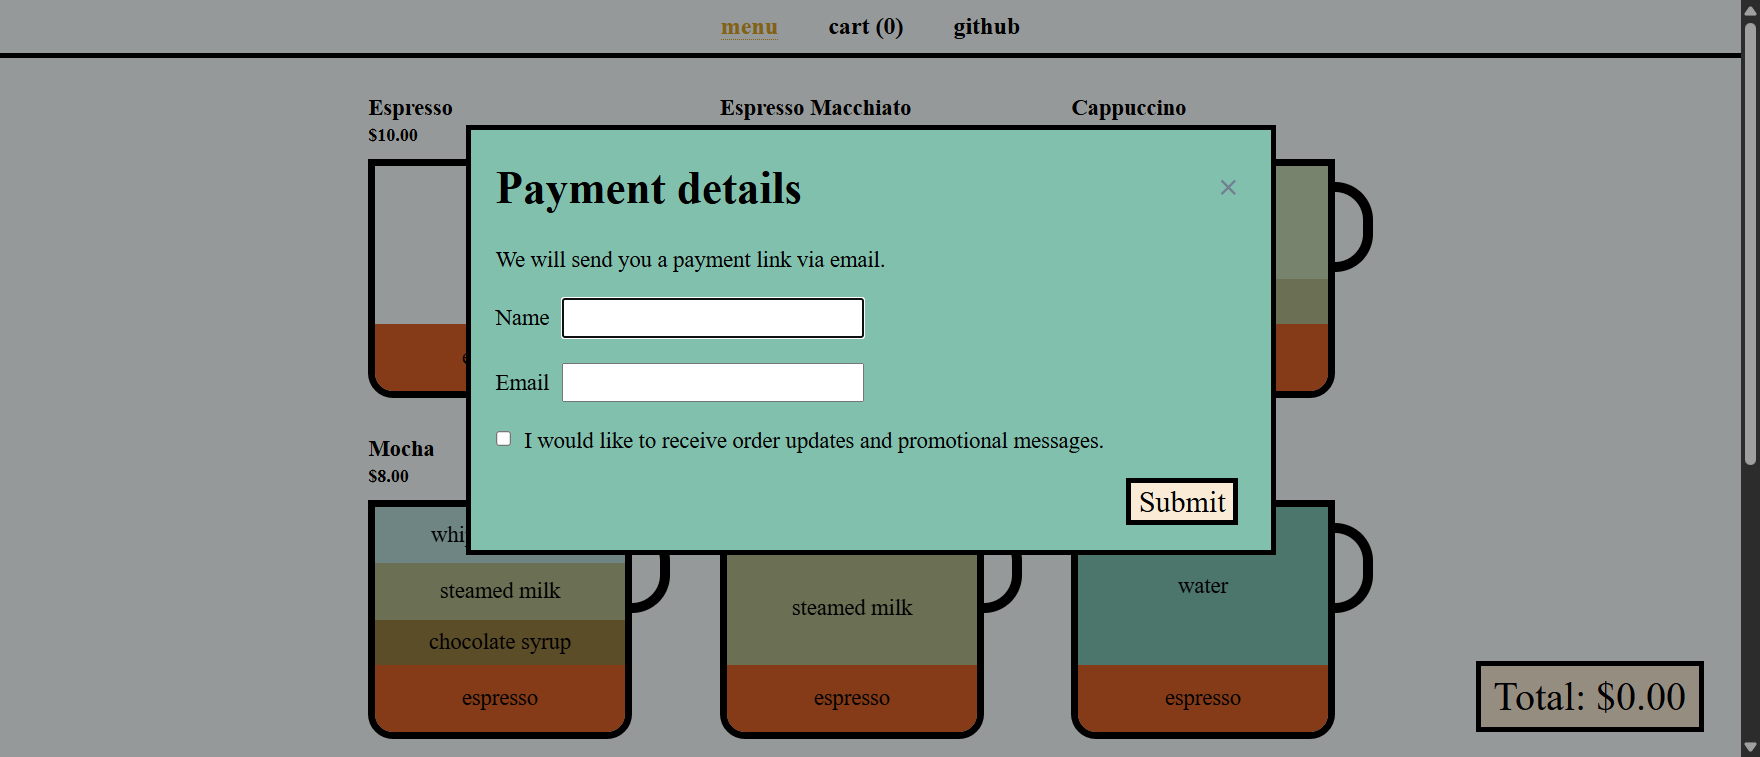 menu cart (0) github
Espresso Espresso Macchiato Cappuccino
$10.00
Payment details
×
We will send you a payment link via email.
Name
Email
I would like to receive order updates and promotional messages.
Submit
Mocha
$8.00
steamed milk
chocolate syrup
espresso
steamed milk
espresso
water
espresso
Total: $0.00